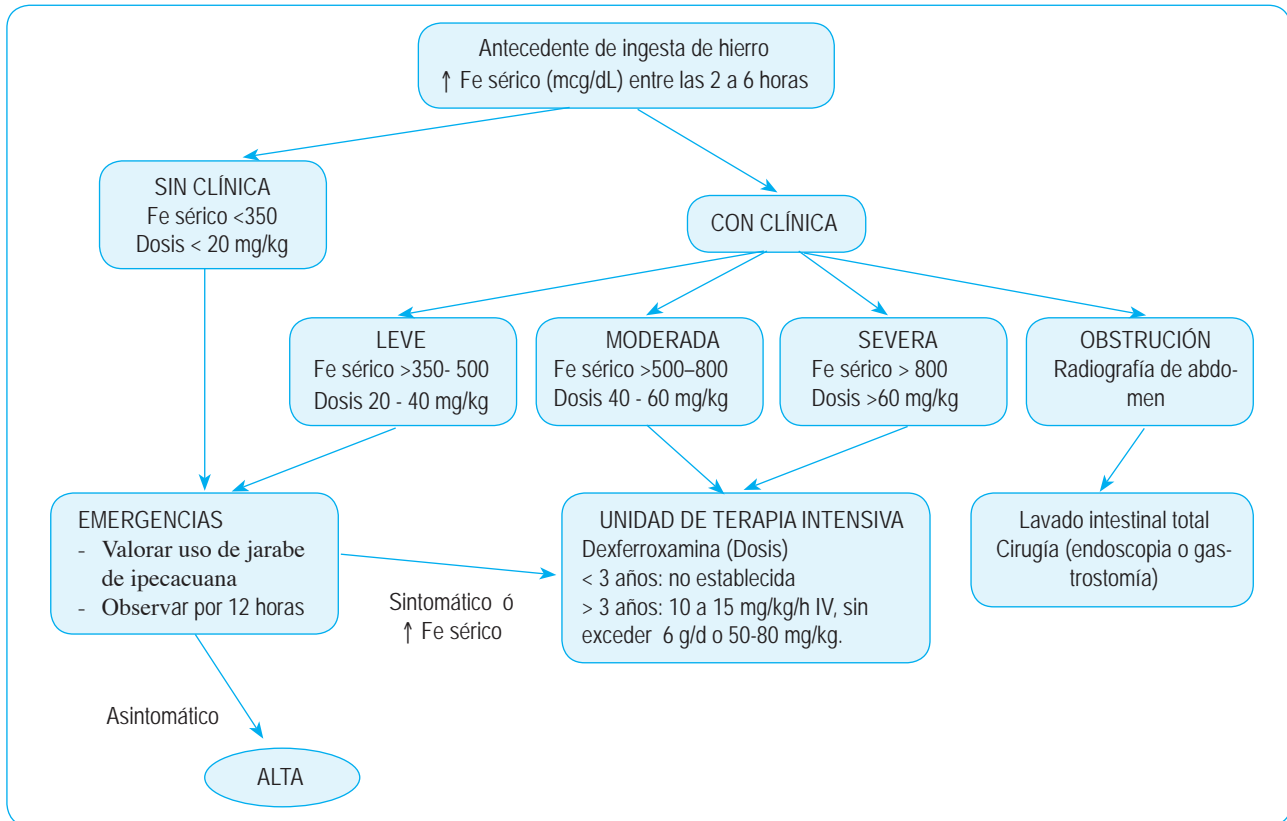 Antecedente de ingesta de hierro
↑ Fe sérico (mcg/dL) entre las 2 a 6 horas
SIN CLÍNICA
Fe sérico <350
Dosis < 20 mg/kg
CON CLÍNICA
LEVE
Fe sérico >350- 500
Dosis 20 - 40 mg/kg
MODERADA
Fe sérico >500–800
Dosis 40 - 60 mg/kg
SEVERA
Fe sérico > 800
Dosis >60 mg/kg
OBSTRUCIÓN
Radiografía de abdo-
men
EMERGENCIAS
- Valorar uso de jarabe
de ipecacuana
- Observar por 12 horas
Sintomático ó
↑ Fe sérico
UNIDAD DE TERAPIA INTENSIVA
Dexferroxamina (Dosis)
< 3 años: no establecida
> 3 años: 10 a 15 mg/kg/h IV, sin
exceder 6 g/d o 50-80 mg/kg.
Lavado intestinal total
Cirugía (endoscopia o gas-
trostomía)
Asintomático
ALTA